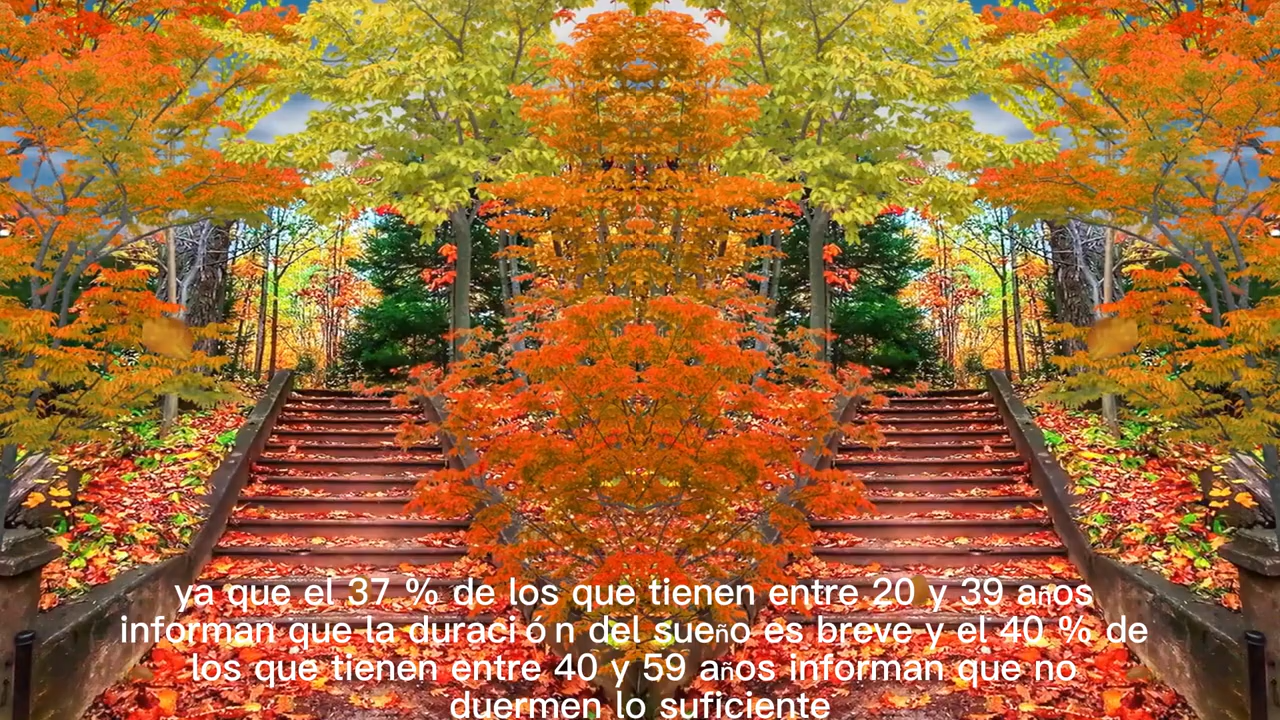 ya que el 37 % de los que tienen entre 20 y 39 años
informan que la duración del sueño es breve y el 40 % de
los que tienen entre 40 y 59 años informan que no
duermen lo suficiente